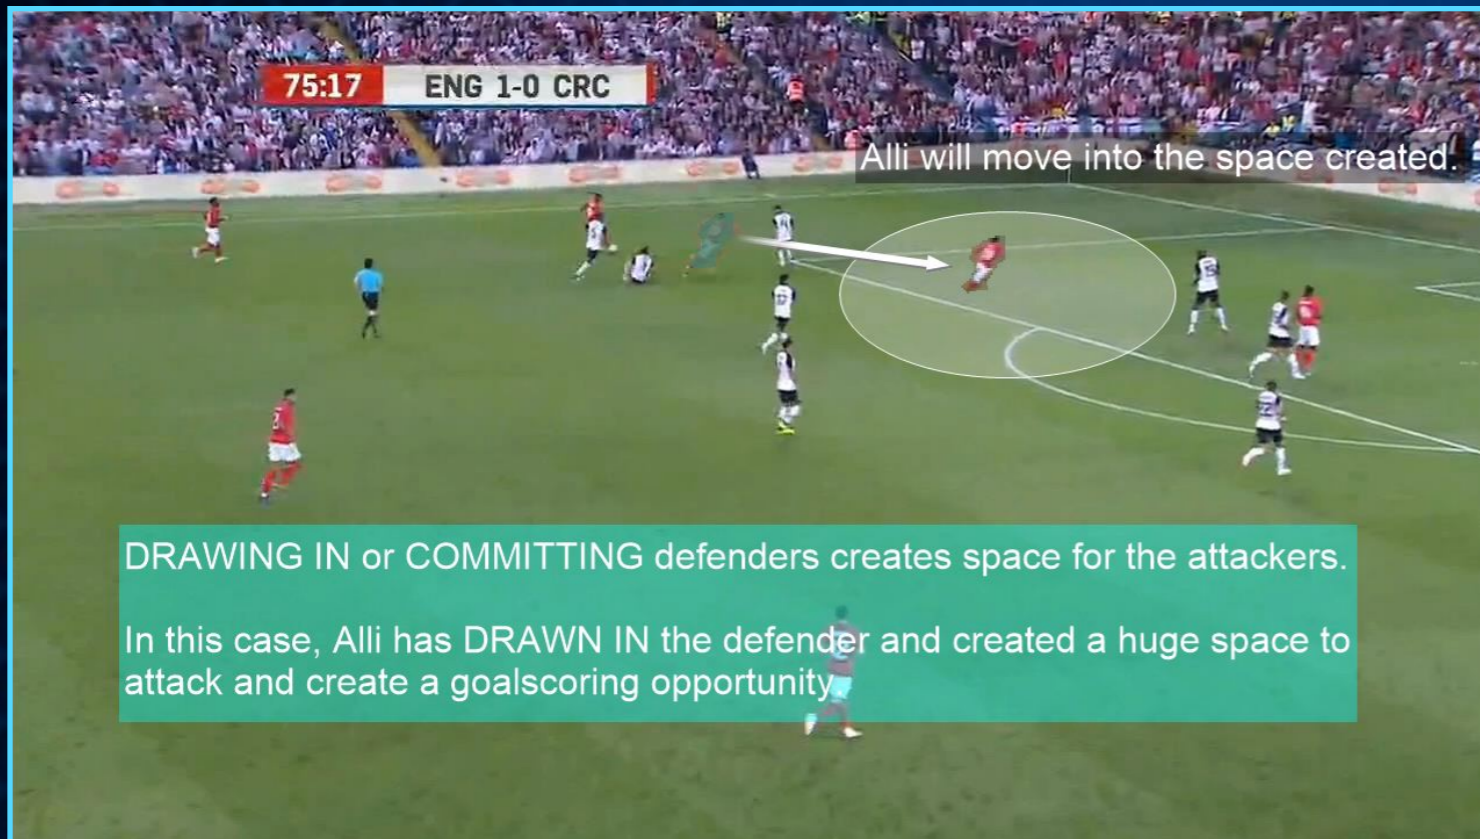 75:17 ENG 1-0 CRC
Alli will move into the space created.
DRAWING IN or COMMITTING defenders creates space for the attackers.
In this case, Alli has DRAWN IN the defender and created a huge space to
attack and create a goalscoring opportunity.